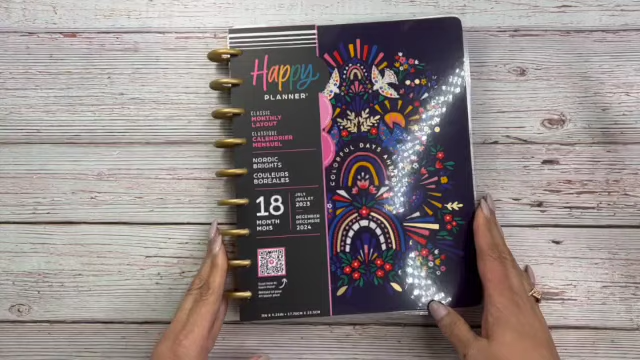 Happy
PLANNER®
CLASSIC
MONTHLY
LAYOUT
CLASSIQUE
CALENDRIER
MENSUEL
NORDIC
BRIGHTS
COULEURS
BORÉALES
18
MONTH
MOIS
JULY
JUILLET
2023
DECEMBER
DÉCEMBRE
2024
COLORFUL DAYS